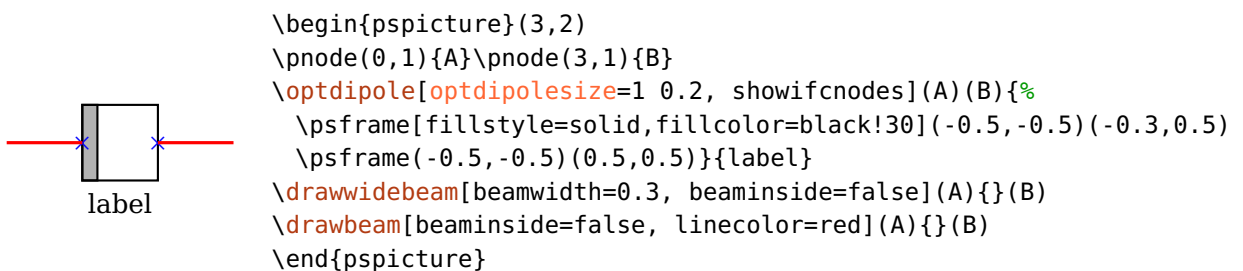 \begin{pspicture}(3,2)
\pnode(0,1){A}\pnode(3,1){B}
\optdipole[optdipolesize=1 0.2, showifcnodes](A)(B){%
\psframe[fillstyle=solid,fillcolor=black!30](-0.5,-0.5)(-0.3,0.5)
\psframe(-0.5,-0.5)(0.5,0.5)}{label}
\drawwidebeam[beamwidth=0.3, beaminside=false](A){}(B)
\drawbeam[beaminside=false, linecolor=red](A){}(B)
\end{pspicture}
label